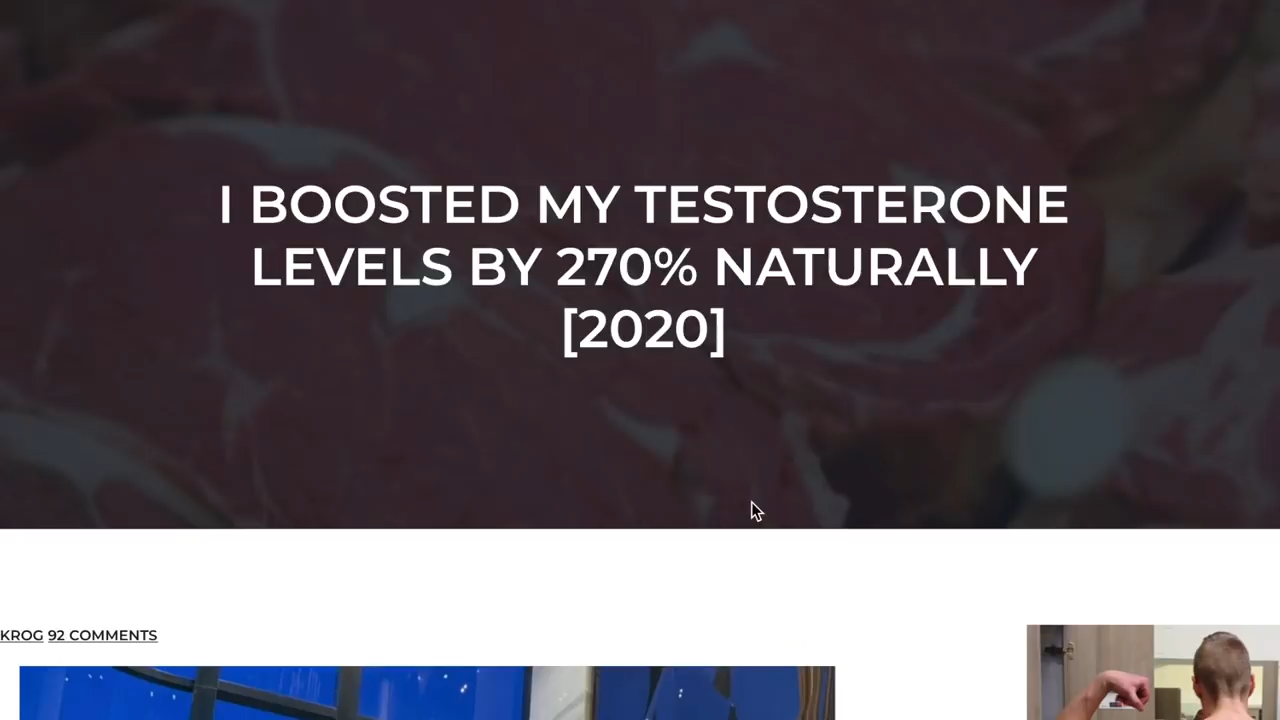 I BOOSTED MY TESTOSTERONE
LEVELS BY 270% NATURALLY
[2020]
KROG 92 COMMENTS